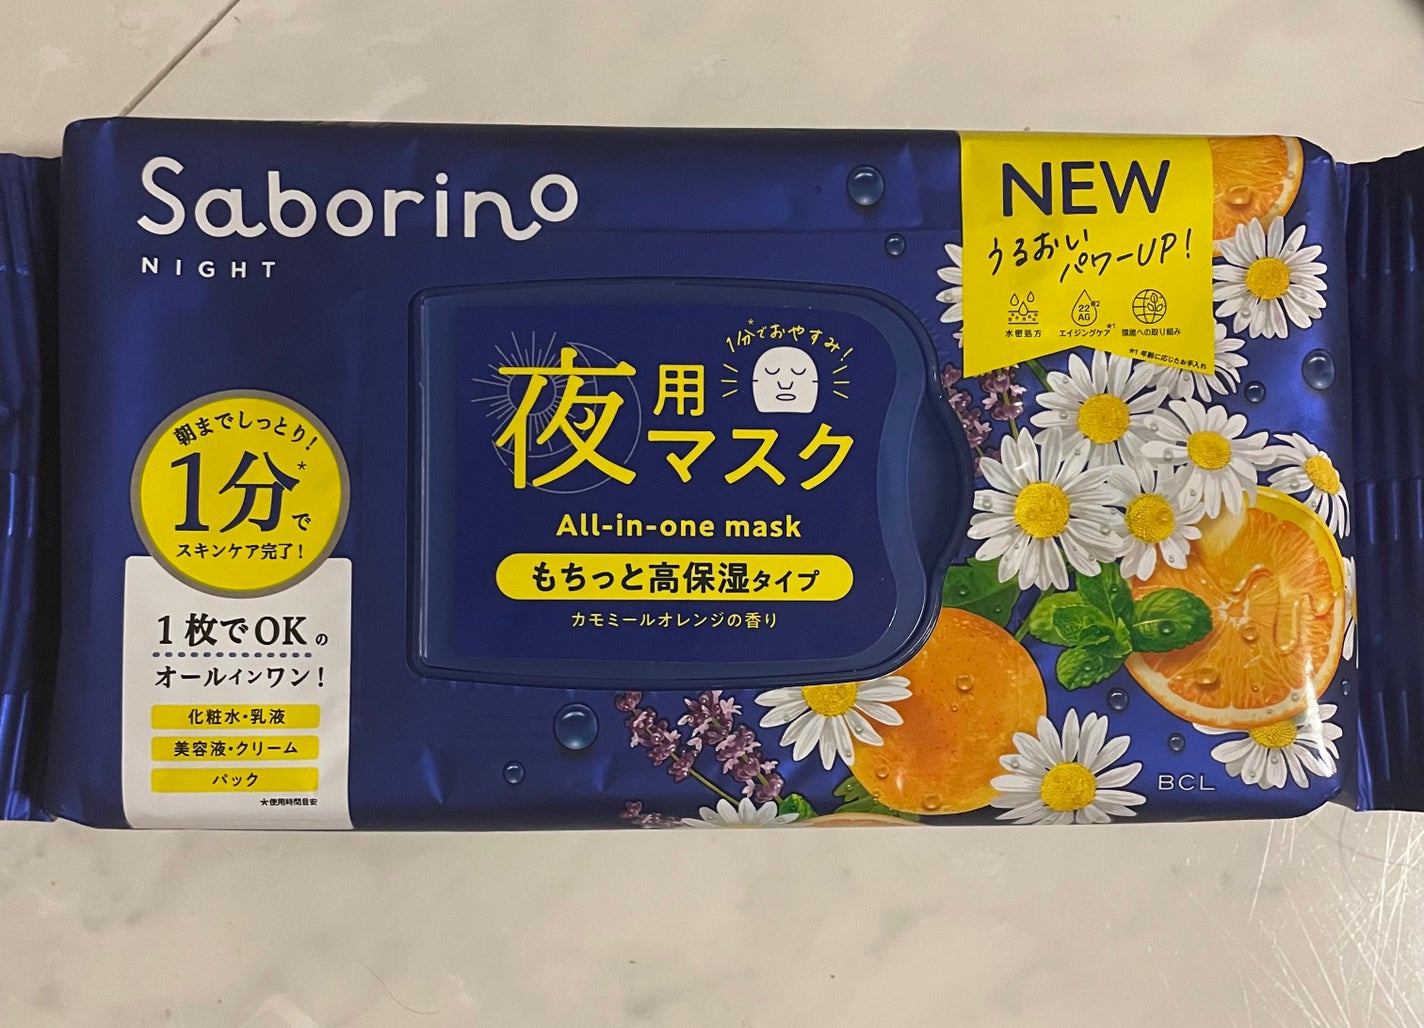 Saborino
NIGHT
NEW
うるおい
パワーUP!
22※2
AG
水密処方
エイジングケア*1
環境への取り組み
*1 年齢に応じたお手入れ
1分*でおやすみ!
夜用
マスク
All-in-one mask
もちっと高保湿タイプ
カモミールオレンジの香り
朝までしっとり!
1分*で
スキンケア完了!
1枚でOKの
オールインワン!
化粧水・乳液
美容液・クリーム
パック
*使用時間目安
BCL